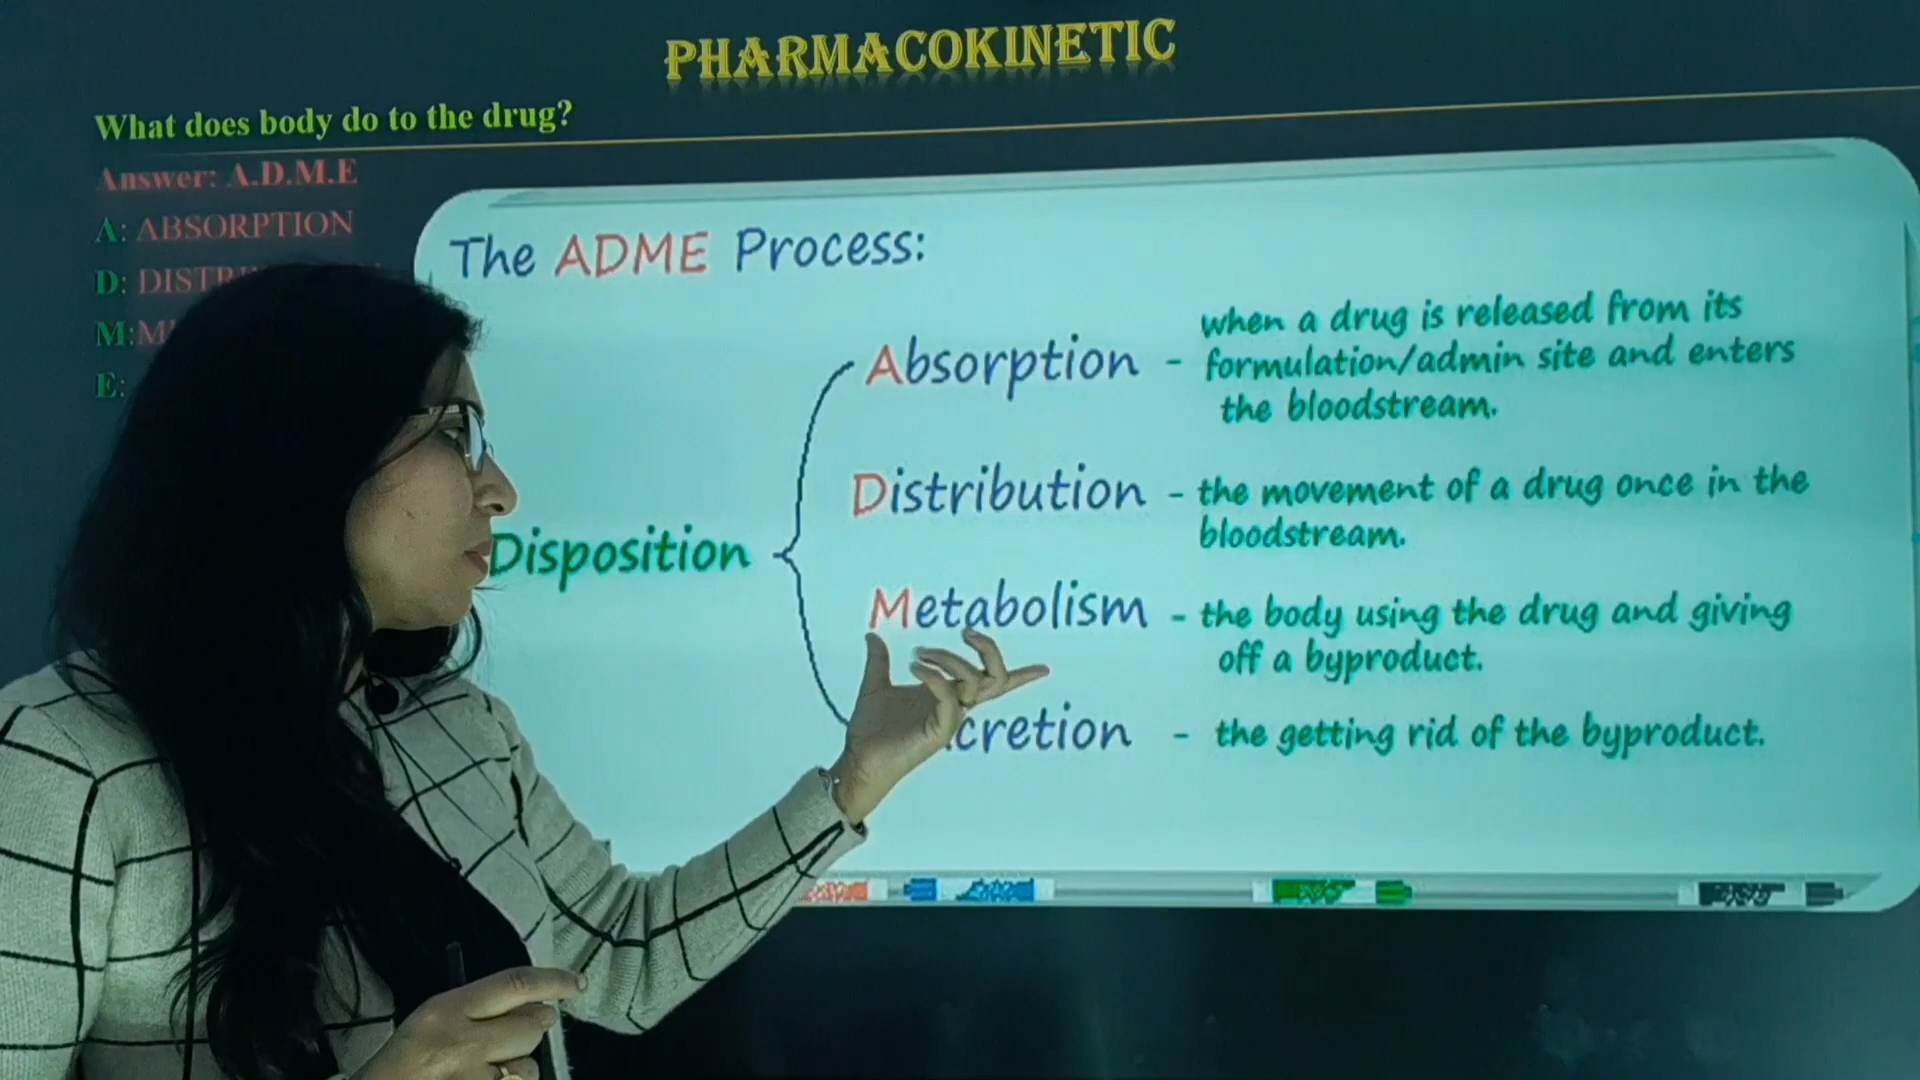 PHARMACOKINETIC
What does body do to the drug?
Answer: A.D.M.E
A: ABSORPTION
D:
M:
E:
The ADME Process:
Absorption - when a drug is released from its
formulation/admin site and enters
the bloodstream.
Distribution - the movement of a drug once in the
bloodstream.
Disposition
Metabolism - the body using the drug and giving
off a byproduct.
cretion - the getting rid of the byproduct.